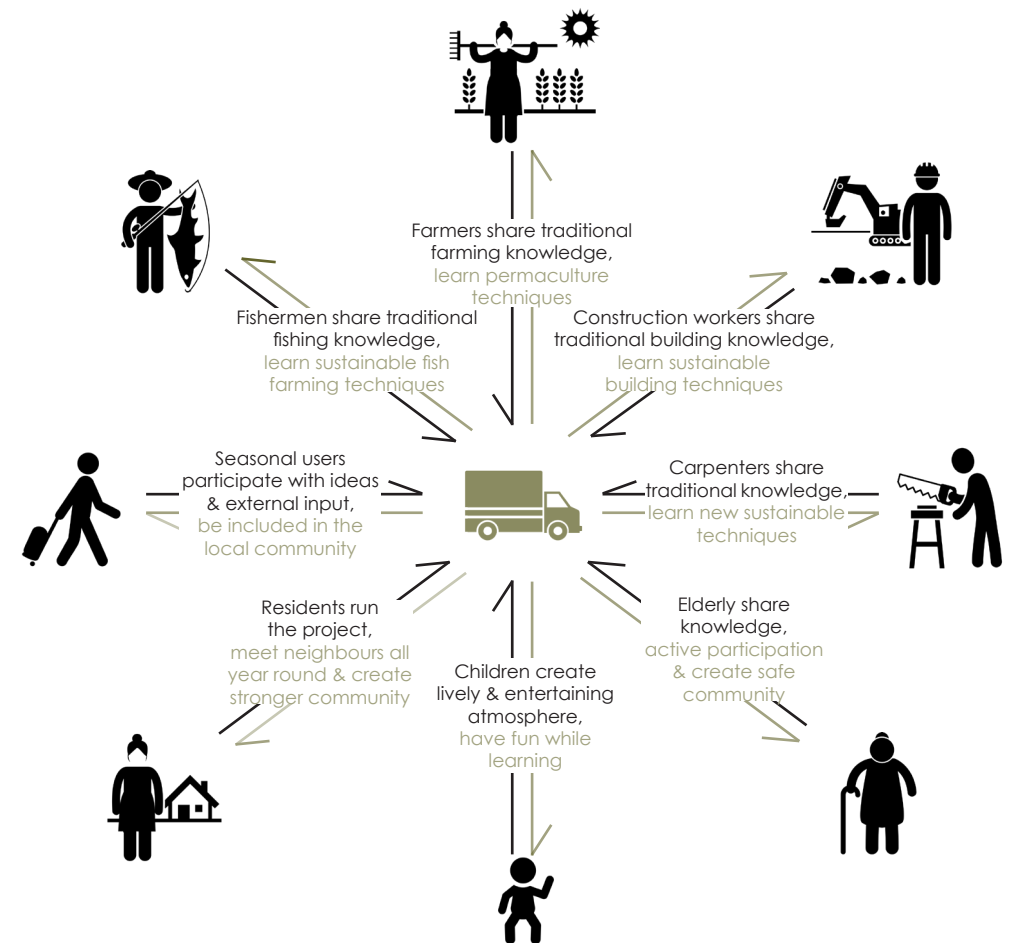 Farmers share traditional
farming knowledge,
learn permaculture
techniques
Fishermen share traditional
fishing knowledge,
learn sustainable fish
farming techniques
Construction workers share
traditional building knowledge,
learn sustainable
building techniques
Seasonal users
participate with ideas
& external input,
be included in the
local community
Carpenters share
traditional knowledge,
learn new sustainable
techniques
Residents run
the project,
meet neighbours all
year round & create
stronger community
Children create
lively & entertaining
atmosphere,
have fun while
learning
Elderly share
knowledge,
active participation
& create safe
community